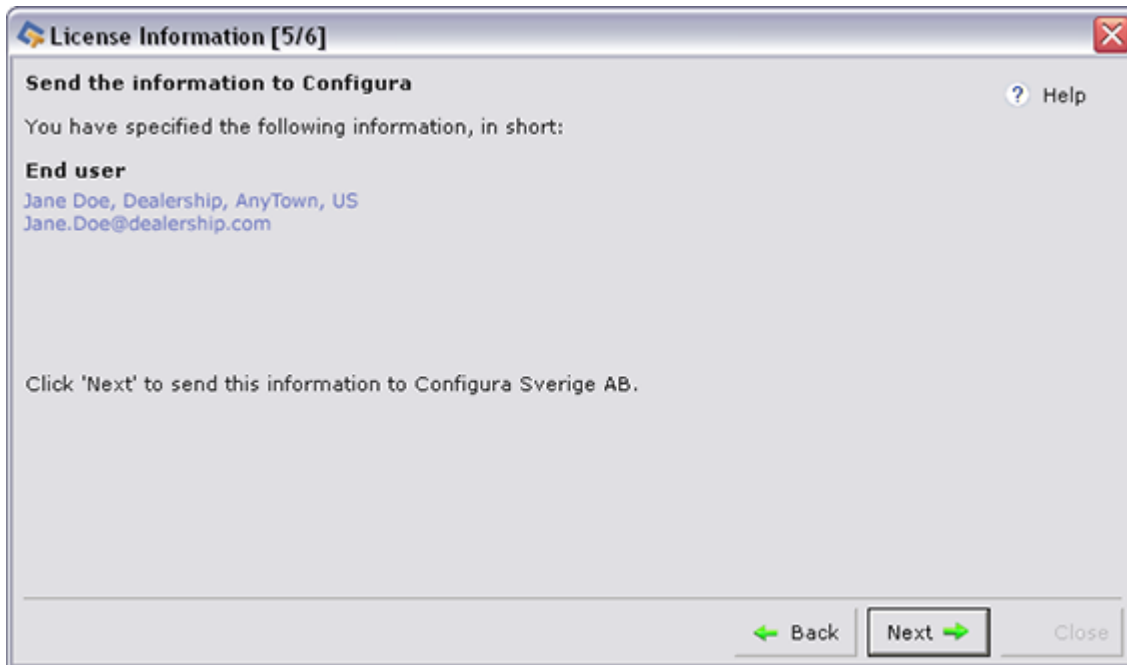 License Information [5/6]
Send the information to Configura
? Help
You have specified the following information, in short:
End user
Jane Doe, Dealership, AnyTown, US
Jane.Doe@dealership.com
Click 'Next' to send this information to Configura Sverige AB.
Back
Next
Close